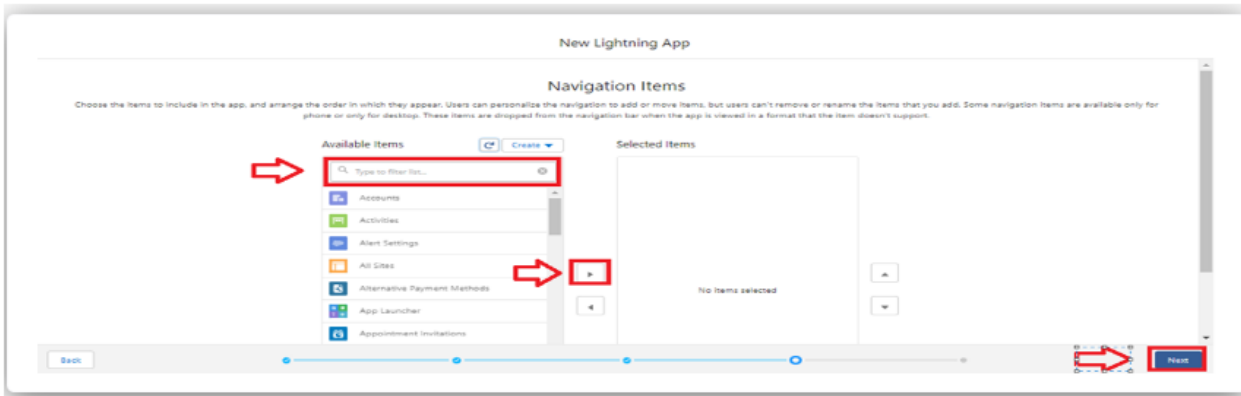 New Lightning App
Navigation Items
Choose the items to include in the app, and arrange the order in which they appear. Users can personalize the navigation to add or move items, but users can't remove or rename the items that you add. Some navigation items are available only for
phone or only for desktop. These items are dropped from the navigation bar when the app is viewed in a format that the item doesn't support.
Available Items
Create
Selected Items
Type to filter list...
Accounts
Activities
Alert Settings
All Sites
Alternative Payment Methods
No items selected
App Launcher
Appointment Invitations
Back
Next